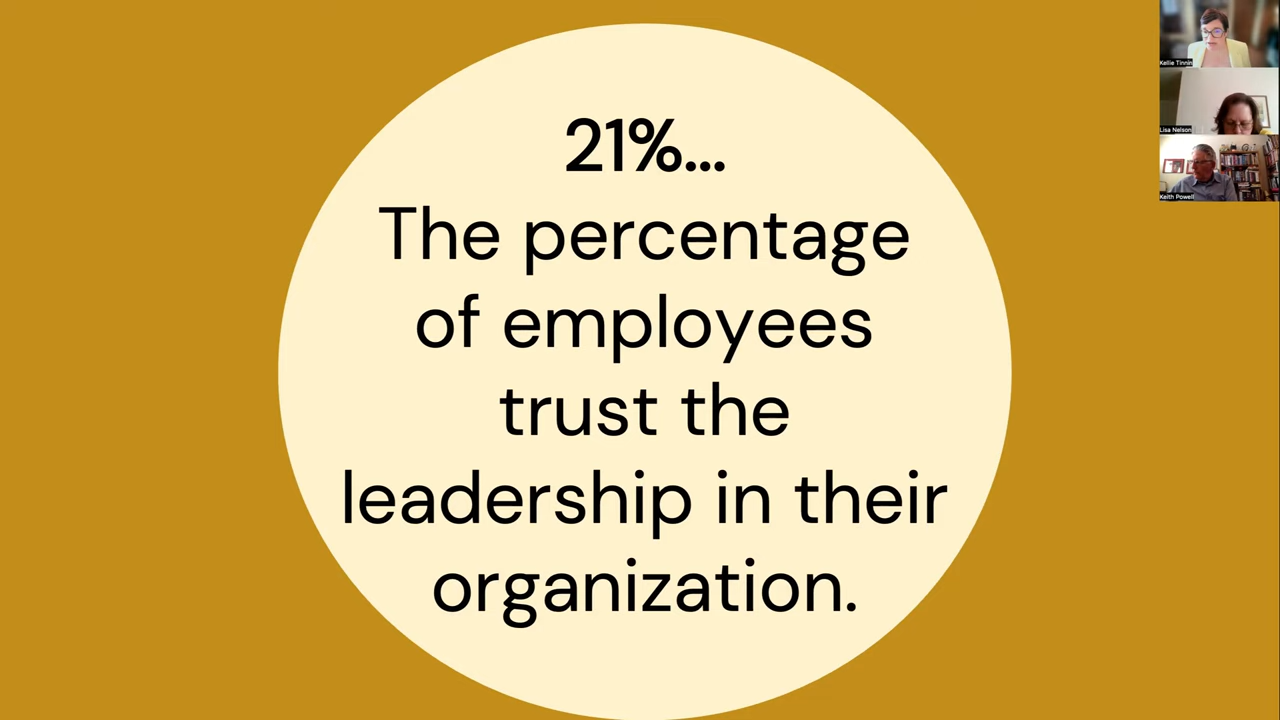 21%...
The percentage
of employees
trust the
leadership in their
organization.
Kellie Tinnin
Lisa Nelson
Keith Powell